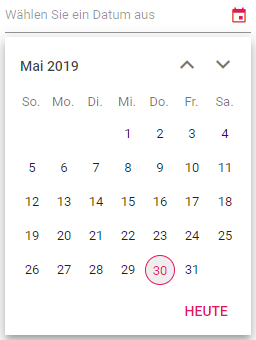 Wählen Sie ein Datum aus
Mai 2019
So. Mo. Di. Mi. Do. Fr. Sa.
1 2 3 4
5 6 7 8 9 10 11
12 13 14 15 16 17 18
19 20 21 22 23 24 25
26 27 28 29 30 31
HEUTE